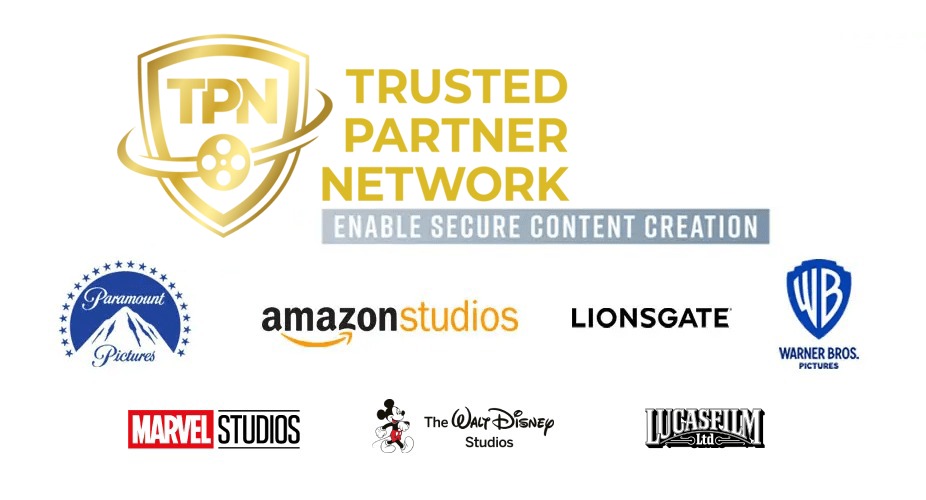 TPN
TRUSTED
PARTNER
NETWORK
ENABLE SECURE CONTENT CREATION
Paramount
Pictures
amazonstudios
LIONSGATE
WB
WARNER BROS.
PICTURES
MARVEL STUDIOS
The WALT DISNEY
Studios
LUCASFILM
Ltd